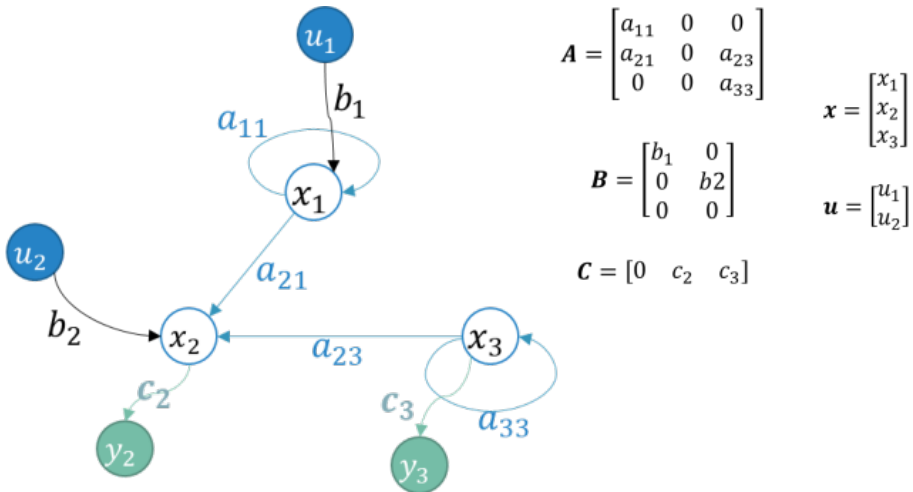 u₁
b₁
a₁₁
x₁
u₂
a₂₁
b₂
x₂
a₂₃
x₃
c₂
c₃
a₃₃
y₂
y₃
A = [a₁₁ 0 0
a₂₁ 0 a₂₃
0 0 a₃₃]
x = [x₁
x₂
x₃]
B = [b₁ 0
0 b2
0 0]
u = [u₁
u₂]
C = [0 c₂ c₃]